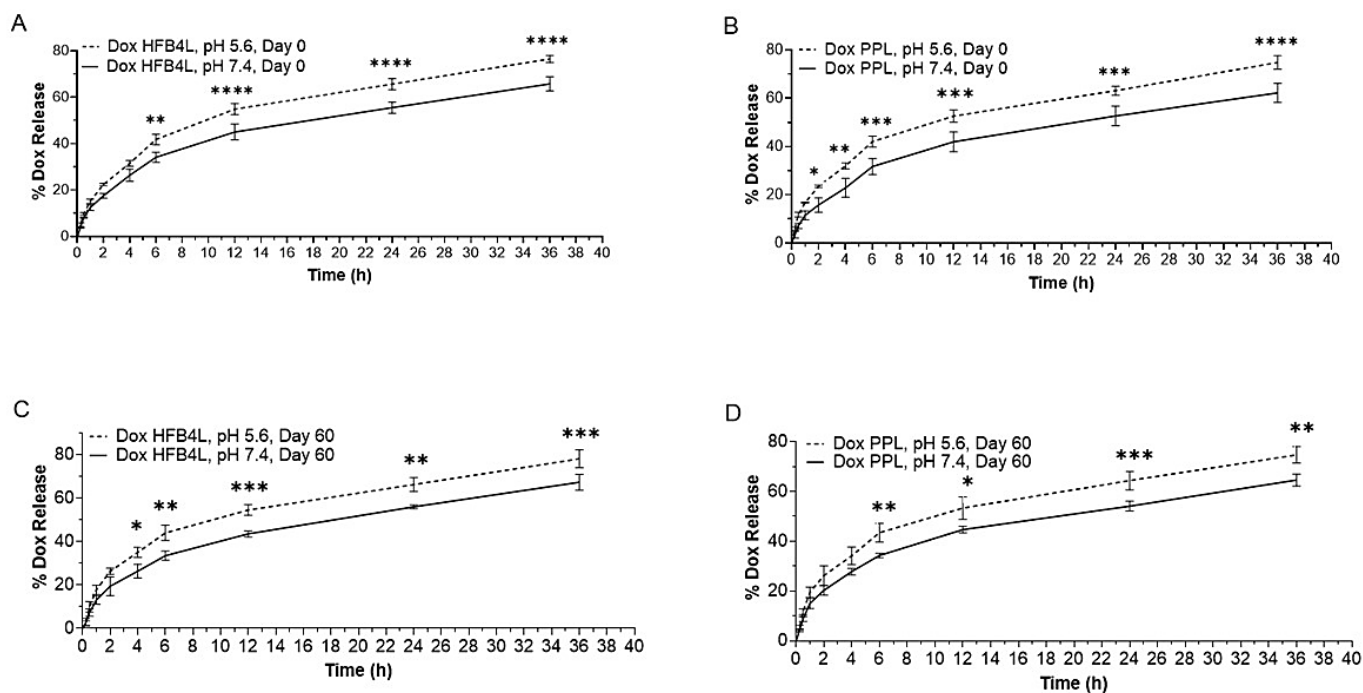 A
Dox HFB4L, pH 5.6, Day 0
Dox HFB4L, pH 7.4, Day 0
** **** **** ****
80
60
40
20
0
% Dox Release
0 2 4 6 8 10 12 14 16 18 20 22 24 26 28 30 32 34 36 38 40
Time (h)
B
Dox PPL, pH 5.6, Day 0
Dox PPL, pH 7.4, Day 0
* ** *** *** *** ****
80
60
40
20
0
% Dox Release
0 2 4 6 8 10 12 14 16 18 20 22 24 26 28 30 32 34 36 38 40
Time (h)
C
Dox HFB4L, pH 5.6, Day 60
Dox HFB4L, pH 7.4, Day 60
* ** *** ** ***
80
60
40
20
0
% Dox Release
0 2 4 6 8 10 12 14 16 18 20 22 24 26 28 30 32 34 36 38 40
Time (h)
D
Dox PPL, pH 5.6, Day 60
Dox PPL, pH 7.4, Day 60
** * *** **
80
60
40
20
0
% Dox Release
0 2 4 6 8 10 12 14 16 18 20 22 24 26 28 30 32 34 36 38 40
Time (h)